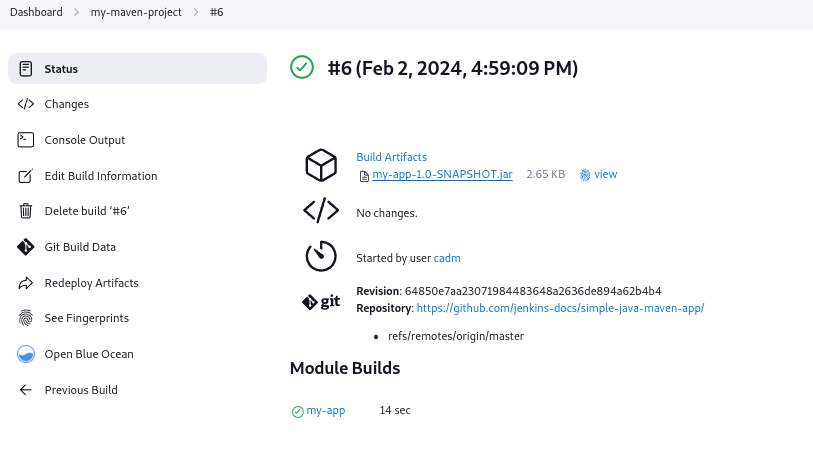 Dashboard > my-maven-project > #6
Status
Changes
Console Output
Edit Build Information
Delete build ‘#6’
Git Build Data
Redeploy Artifacts
See Fingerprints
Open Blue Ocean
Previous Build
#6 (Feb 2, 2024, 4:59:09 PM)
Build Artifacts
my-app-1.0-SNAPSHOT.jar 2.65 KB view
No changes.
Started by user cadm
git
Revision: 64850e7aa23071984483648a2636de894a62b4b4
Repository: https://github.com/jenkins-docs/simple-java-maven-app/
• refs/remotes/origin/master
Module Builds
my-app 14 sec